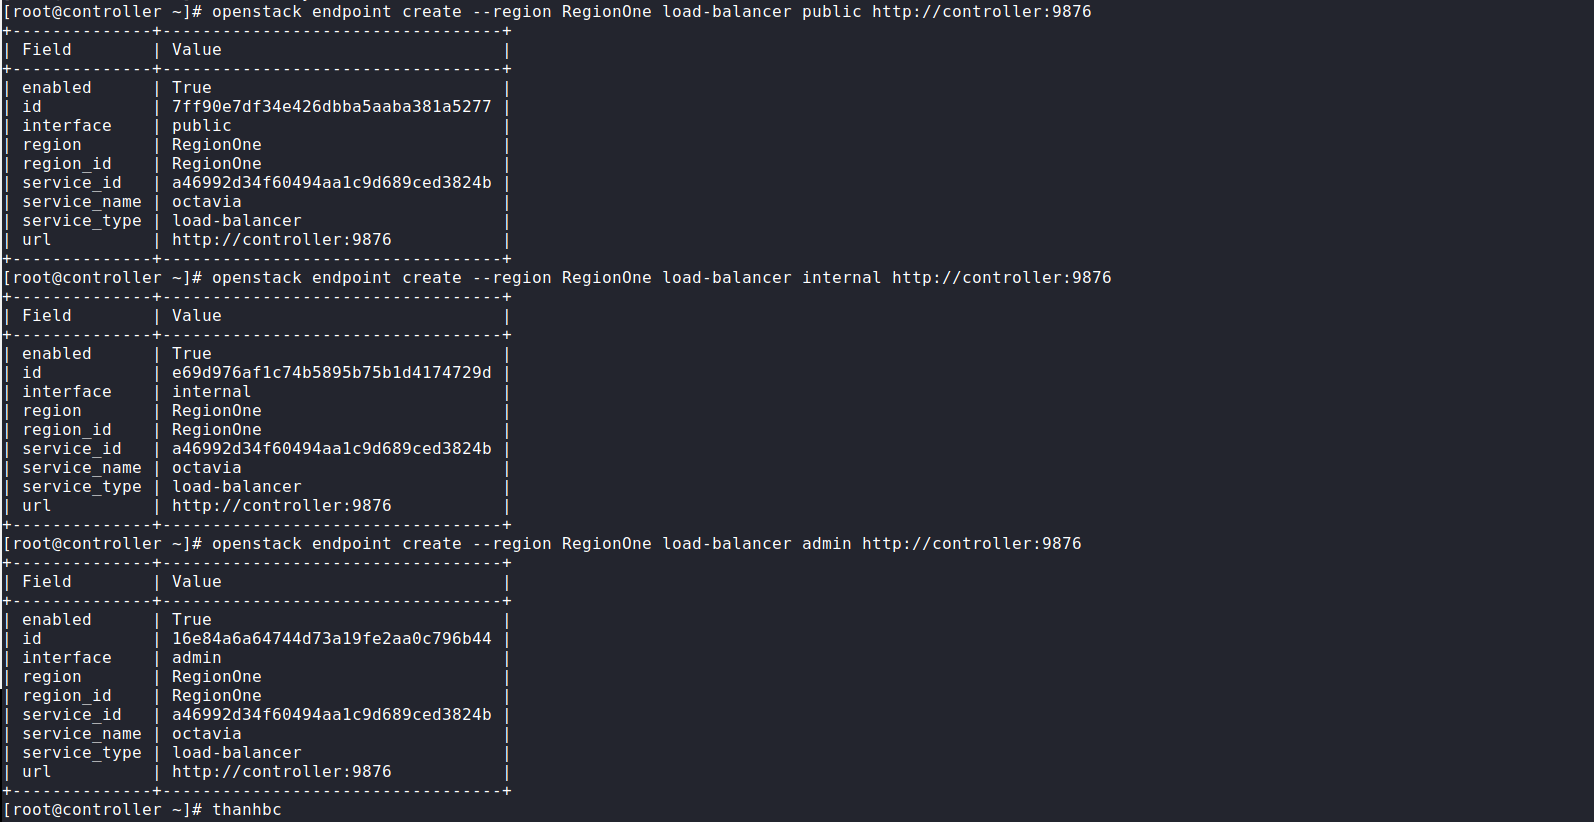 [root@controller ~]# openstack endpoint create --region RegionOne load-balancer public http://controller:9876
+--------------+----------------------------------+
| Field        | Value                            |
+--------------+----------------------------------+
| enabled      | True                             |
| id           | 7ff90e7df34e426dbba5aaba381a5277 |
| interface    | public                           |
| region       | RegionOne                        |
| region_id    | RegionOne                        |
| service_id   | a46992d34f60494aa1c9d689ced3824b |
| service_name | octavia                          |
| service_type | load-balancer                    |
| url          | http://controller:9876           |
+--------------+----------------------------------+
[root@controller ~]# openstack endpoint create --region RegionOne load-balancer internal http://controller:9876
+--------------+----------------------------------+
| Field        | Value                            |
+--------------+----------------------------------+
| enabled      | True                             |
| id           | e69d976af1c74b5895b75b1d4174729d |
| interface    | internal                         |
| region       | RegionOne                        |
| region_id    | RegionOne                        |
| service_id   | a46992d34f60494aa1c9d689ced3824b |
| service_name | octavia                          |
| service_type | load-balancer                    |
| url          | http://controller:9876           |
+--------------+----------------------------------+
[root@controller ~]# openstack endpoint create --region RegionOne load-balancer admin http://controller:9876
+--------------+----------------------------------+
| Field        | Value                            |
+--------------+----------------------------------+
| enabled      | True                             |
| id           | 16e84a6a64744d73a19fe2aa0c796b44 |
| interface    | admin                            |
| region       | RegionOne                        |
| region_id    | RegionOne                        |
| service_id   | a46992d34f60494aa1c9d689ced3824b |
| service_name | octavia                          |
| service_type | load-balancer                    |
| url          | http://controller:9876           |
+--------------+----------------------------------+
[root@controller ~]# thanhbc